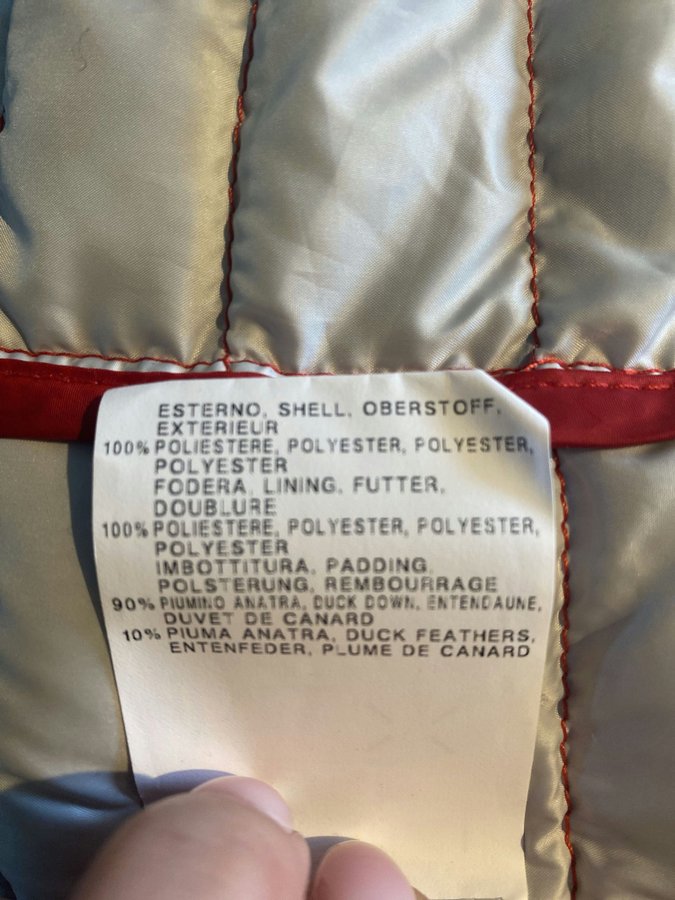 ESTERNO, SHELL, OBERSTOFF,
EXTERIEUR
100% POLIESTERE, POLYESTER, POLYESTER,
POLYESTER
FODERA, LINING, FUTTER,
DOUBLURE
100% POLIESTERE, POLYESTER, POLYESTER,
POLYESTER
IMBOTTITURA, PADDING,
POLSTERUNG, REMBOURRAGE
90% PIUMINO ANATRA, DUCK DOWN, ENTENDAUNE,
DUVET DE CANARD
10% PIUMA ANATRA, DUCK FEATHERS,
ENTENFEDER, PLUME DE CANARD